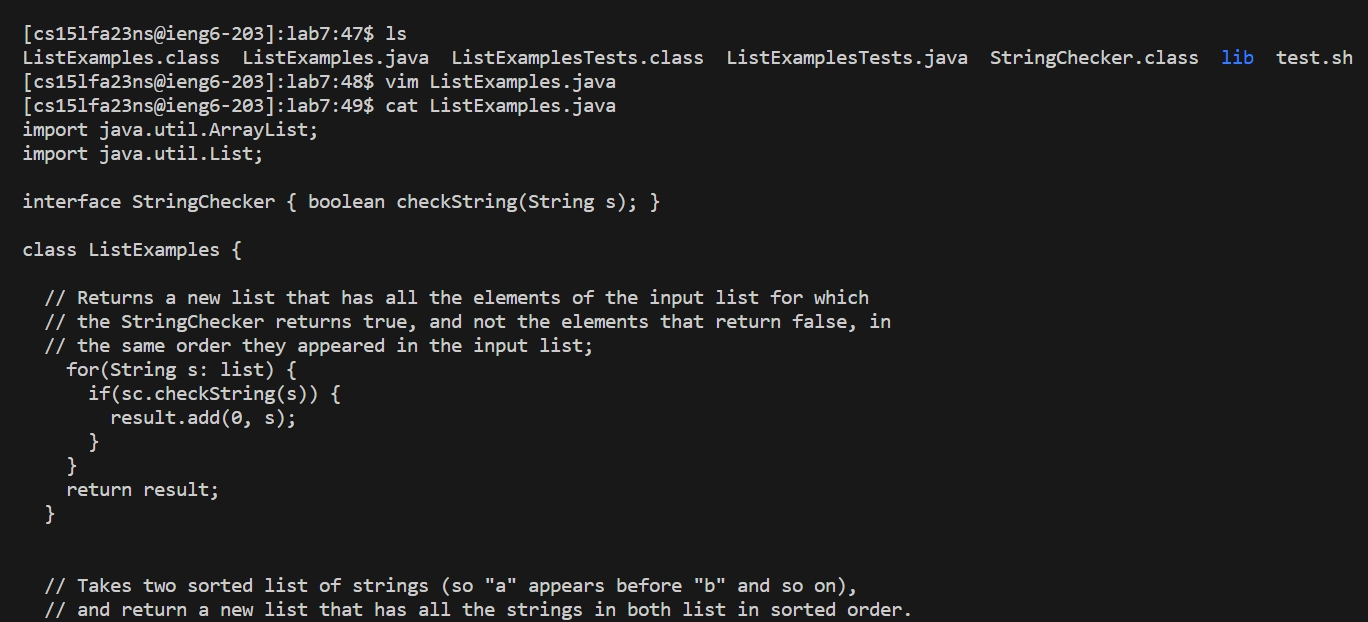 [cs15lfa23ns@ieng6-203]:lab7:47$ ls
ListExamples.class  ListExamples.java  ListExamplesTests.class  ListExamplesTests.java  StringChecker.class  lib  test.sh
[cs15lfa23ns@ieng6-203]:lab7:48$ vim ListExamples.java
[cs15lfa23ns@ieng6-203]:lab7:49$ cat ListExamples.java
import java.util.ArrayList;
import java.util.List;

interface StringChecker { boolean checkString(String s); }

class ListExamples {

  // Returns a new list that has all the elements of the input list for which
  // the StringChecker returns true, and not the elements that return false, in
  // the same order they appeared in the input list;
    for(String s: list) {
      if(sc.checkString(s)) {
        result.add(0, s);
      }
    }
    return result;
  }


  // Takes two sorted list of strings (so "a" appears before "b" and so on),
  // and return a new list that has all the strings in both list in sorted order.